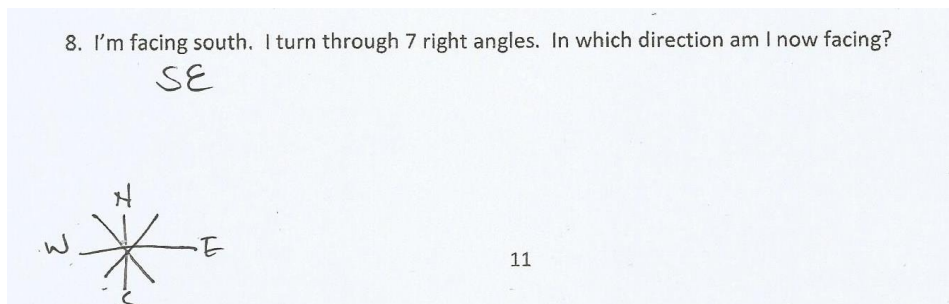 8. I'm facing south. I turn through 7 right angles. In which direction am I now facing?
SE
N
W
E
11